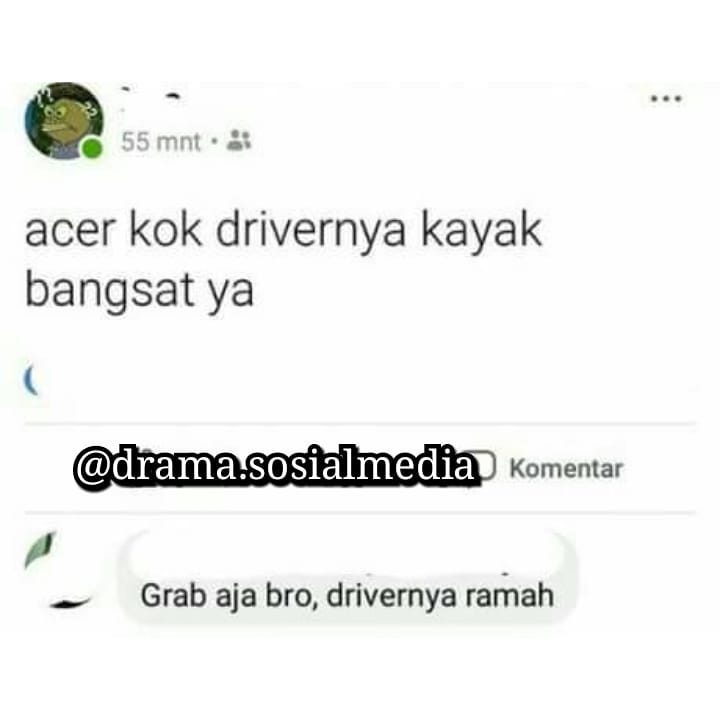 55 mnt
acer kok drivernya kayak
bangsat ya
@drama.sosialmedia
Komentar
Grab aja bro, drivernya ramah